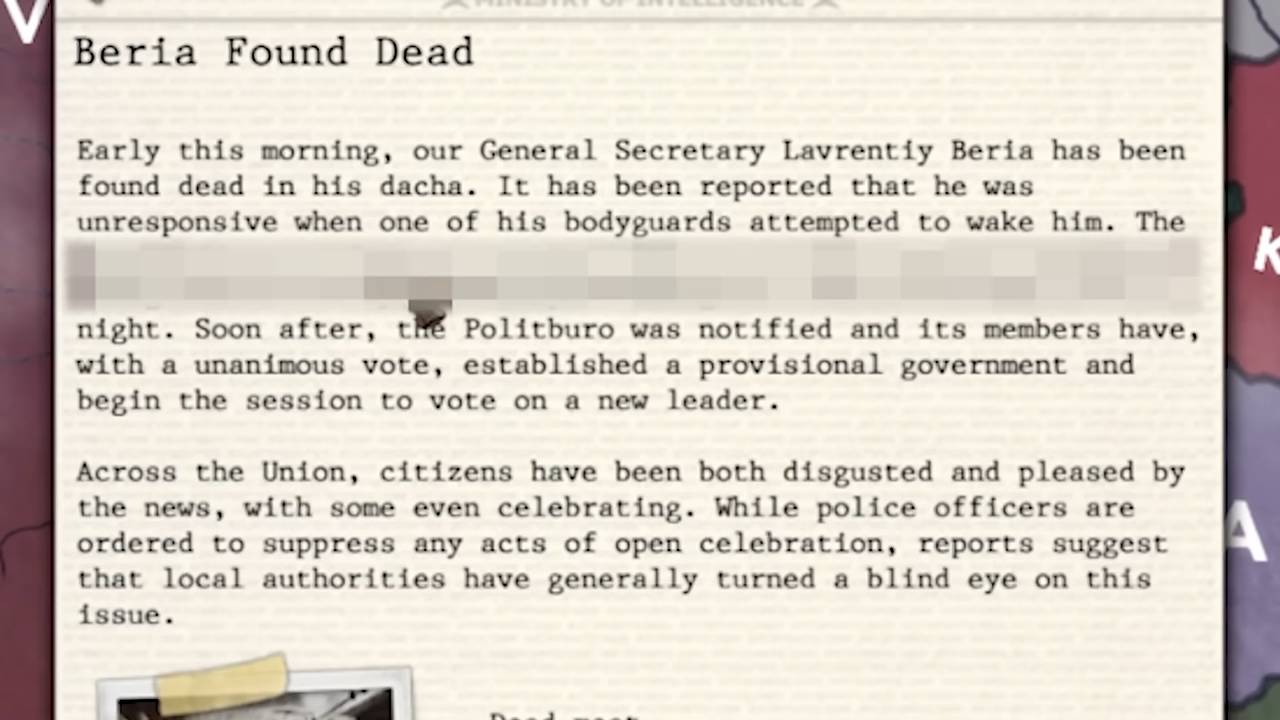 MINISTRY OF INTELLIGENCE
V
Beria Found Dead
Early this morning, our General Secretary Lavrentiy Beria has been
found dead in his dacha. It has been reported that he was
unresponsive when one of his bodyguards attempted to wake him. The
night. Soon after, the Politburo was notified and its members have,
with a unanimous vote, established a provisional government and
begin the session to vote on a new leader.
K
Across the Union, citizens have been both disgusted and pleased by
the news, with some even celebrating. While police officers are
ordered to suppress any acts of open celebration, reports suggest
that local authorities have generally turned a blind eye on this
issue.
A